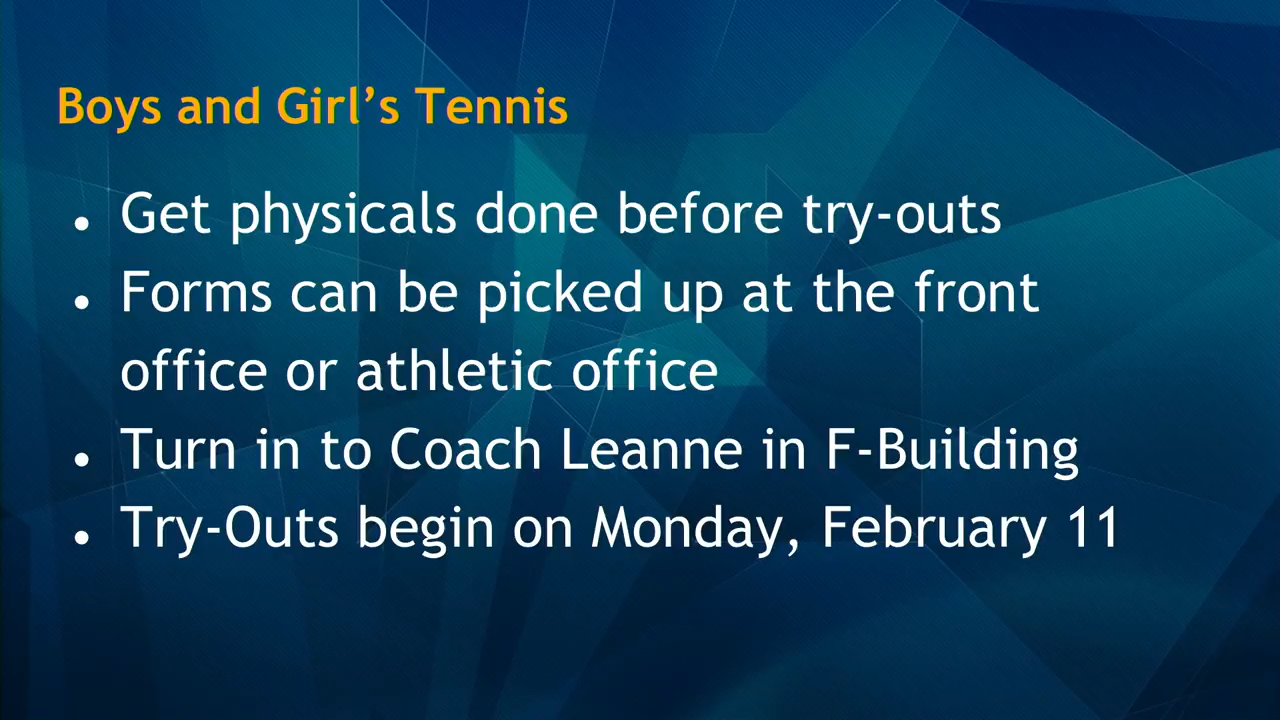 Boys and Girl’s Tennis
• Get physicals done before try-outs
• Forms can be picked up at the front
office or athletic office
• Turn in to Coach Leanne in F-Building
• Try-Outs begin on Monday, February 11